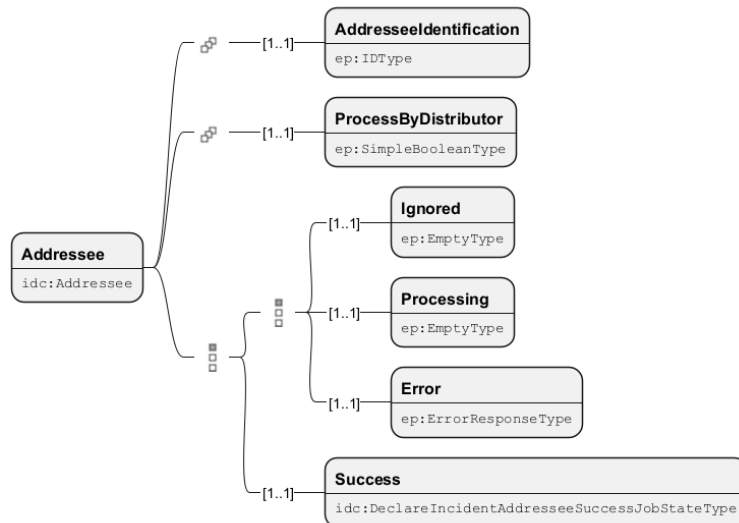 AddresseeIdentification
[1..1]
ep:IDType
ProcessByDistributor
[1..1]
ep:SimpleBooleanType
Ignored
[1..1]
ep:EmptyType
Addressee
idc:Addressee
Processing
[1..1]
ep:EmptyType
Error
[1..1]
ep:ErrorResponseType
Success
[1..1]
idc:DeclareIncidentAddresseeSuccessJobStateType